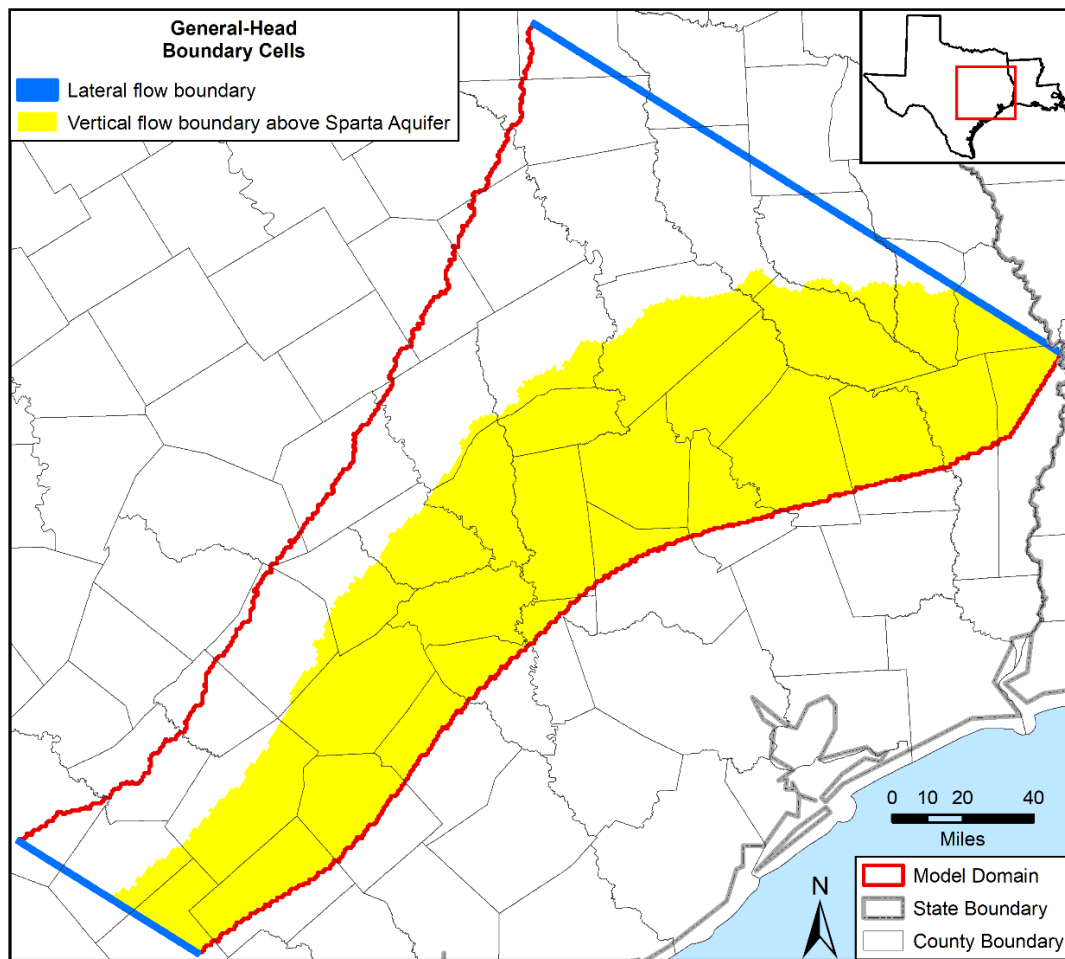 General-Head
Boundary Cells
Lateral flow boundary
Vertical flow boundary above Sparta Aquifer
0 10 20 40
Miles
N
Model Domain
State Boundary
County Boundary